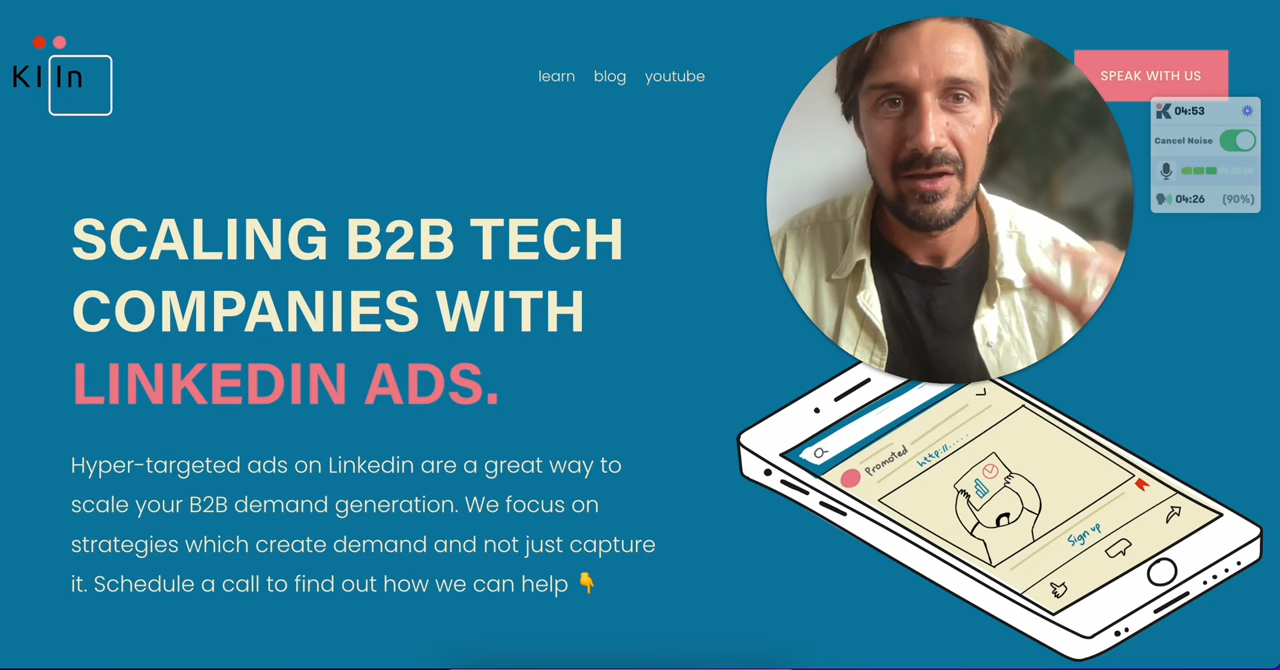 KI In
learn blog youtube
SPEAK WITH US
04:53
Cancel Noise
04:26 (90%)
SCALING B2B TECH
COMPANIES WITH
LINKEDIN ADS.
Hyper-targeted ads on Linkedin are a great way to
scale your B2B demand generation. We focus on
strategies which create demand and not just capture
it. Schedule a call to find out how we can help 👇
Promoted
http://.....
Sign up